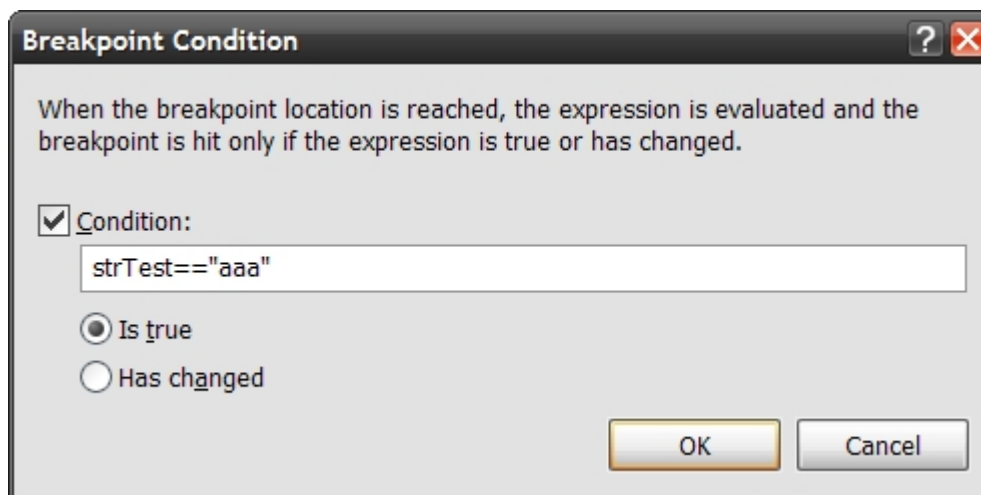 Breakpoint Condition
When the breakpoint location is reached, the expression is evaluated and the
breakpoint is hit only if the expression is true or has changed.
Condition:
strTest=="aaa"
Is true
Has changed
OK Cancel